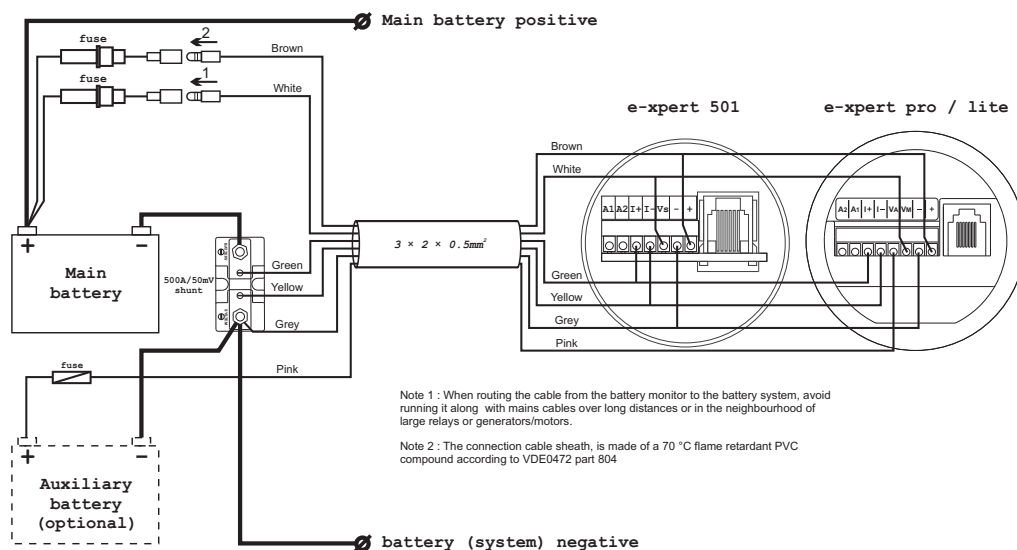 Main battery positive
fuse
2
Brown
fuse
1
White
e-xpert 501
e-xpert pro / lite
Brown
White
A1 A2 I+ I- Vs - +
A2 A1 I+ I- VA VM - +
3 × 2 × 0.5mm²
+ -
Main
battery
500A/50mV
shunt
Green
Yellow
Grey
Green
Yellow
Grey
Pink
fuse
Pink
Note 1 : When routing the cable from the battery monitor to the battery system, avoid
running it along with mains cables over long distances or in the neighbourhood of
large relays or generators/motors.
Note 2 : The connection cable sheath, is made of a 70 °C flame retardant PVC
compound according to VDE0472 part 804
+ -
Auxiliary
battery
(optional)
battery (system) negative